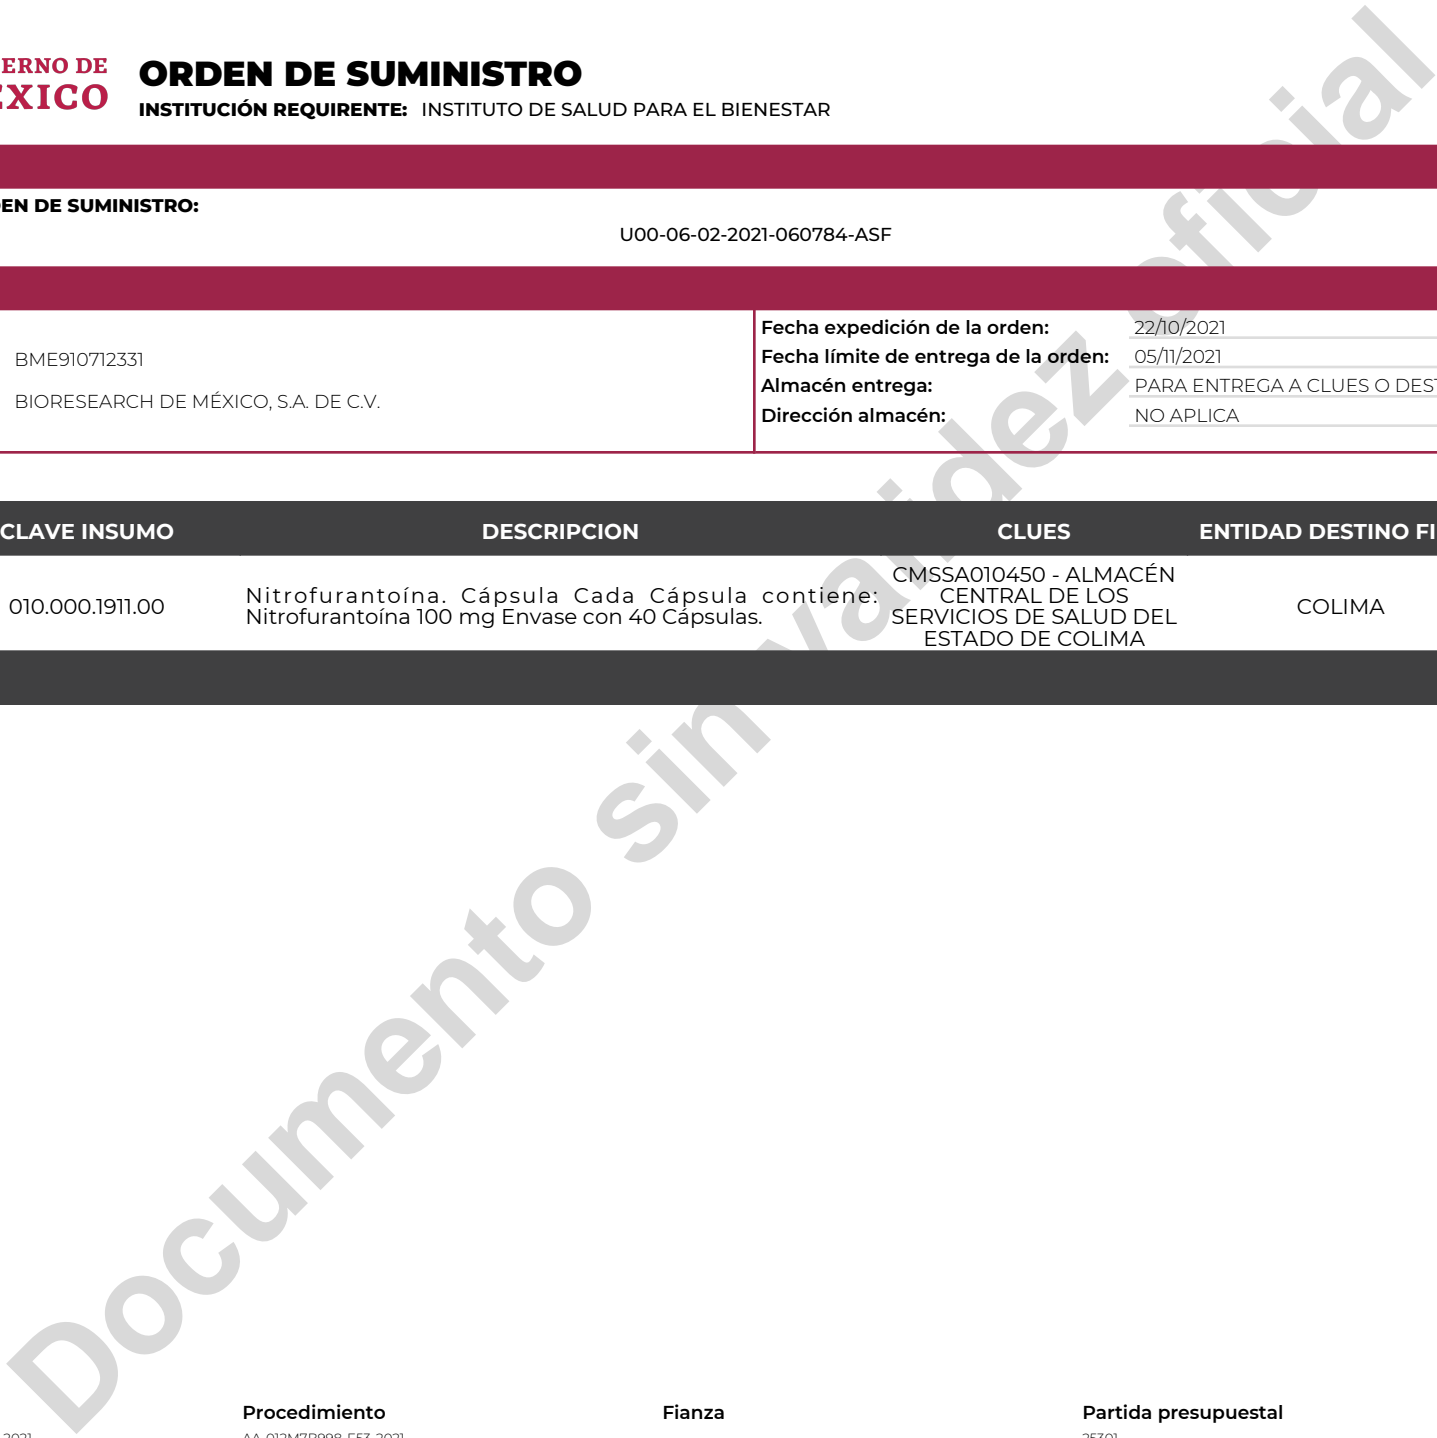 ERNO DE
ÉXICO
ORDEN DE SUMINISTRO
INSTITUCIÓN REQUIRENTE: INSTITUTO DE SALUD PARA EL BIENESTAR
EN DE SUMINISTRO:
U00-06-02-2021-060784-ASF
BME910712331
BIORESEARCH DE MÉXICO, S.A. DE C.V.
Fecha expedición de la orden: 22/10/2021
Fecha límite de entrega de la orden: 05/11/2021
Almacén entrega: PARA ENTREGA A CLUES O DEST
Dirección almacén: NO APLICA
CLAVE INSUMO DESCRIPCION CLUES ENTIDAD DESTINO FI
010.000.1911.00
Nitrofurantoína. Cápsula Cada Cápsula contiene:
Nitrofurantoína 100 mg Envase con 40 Cápsulas.
CMSSA010450 - ALMACÉN
CENTRAL DE LOS
SERVICIOS DE SALUD DEL
ESTADO DE COLIMA
COLIMA
Documento sin validez oficial
Procedimiento Fianza Partida presupuestal